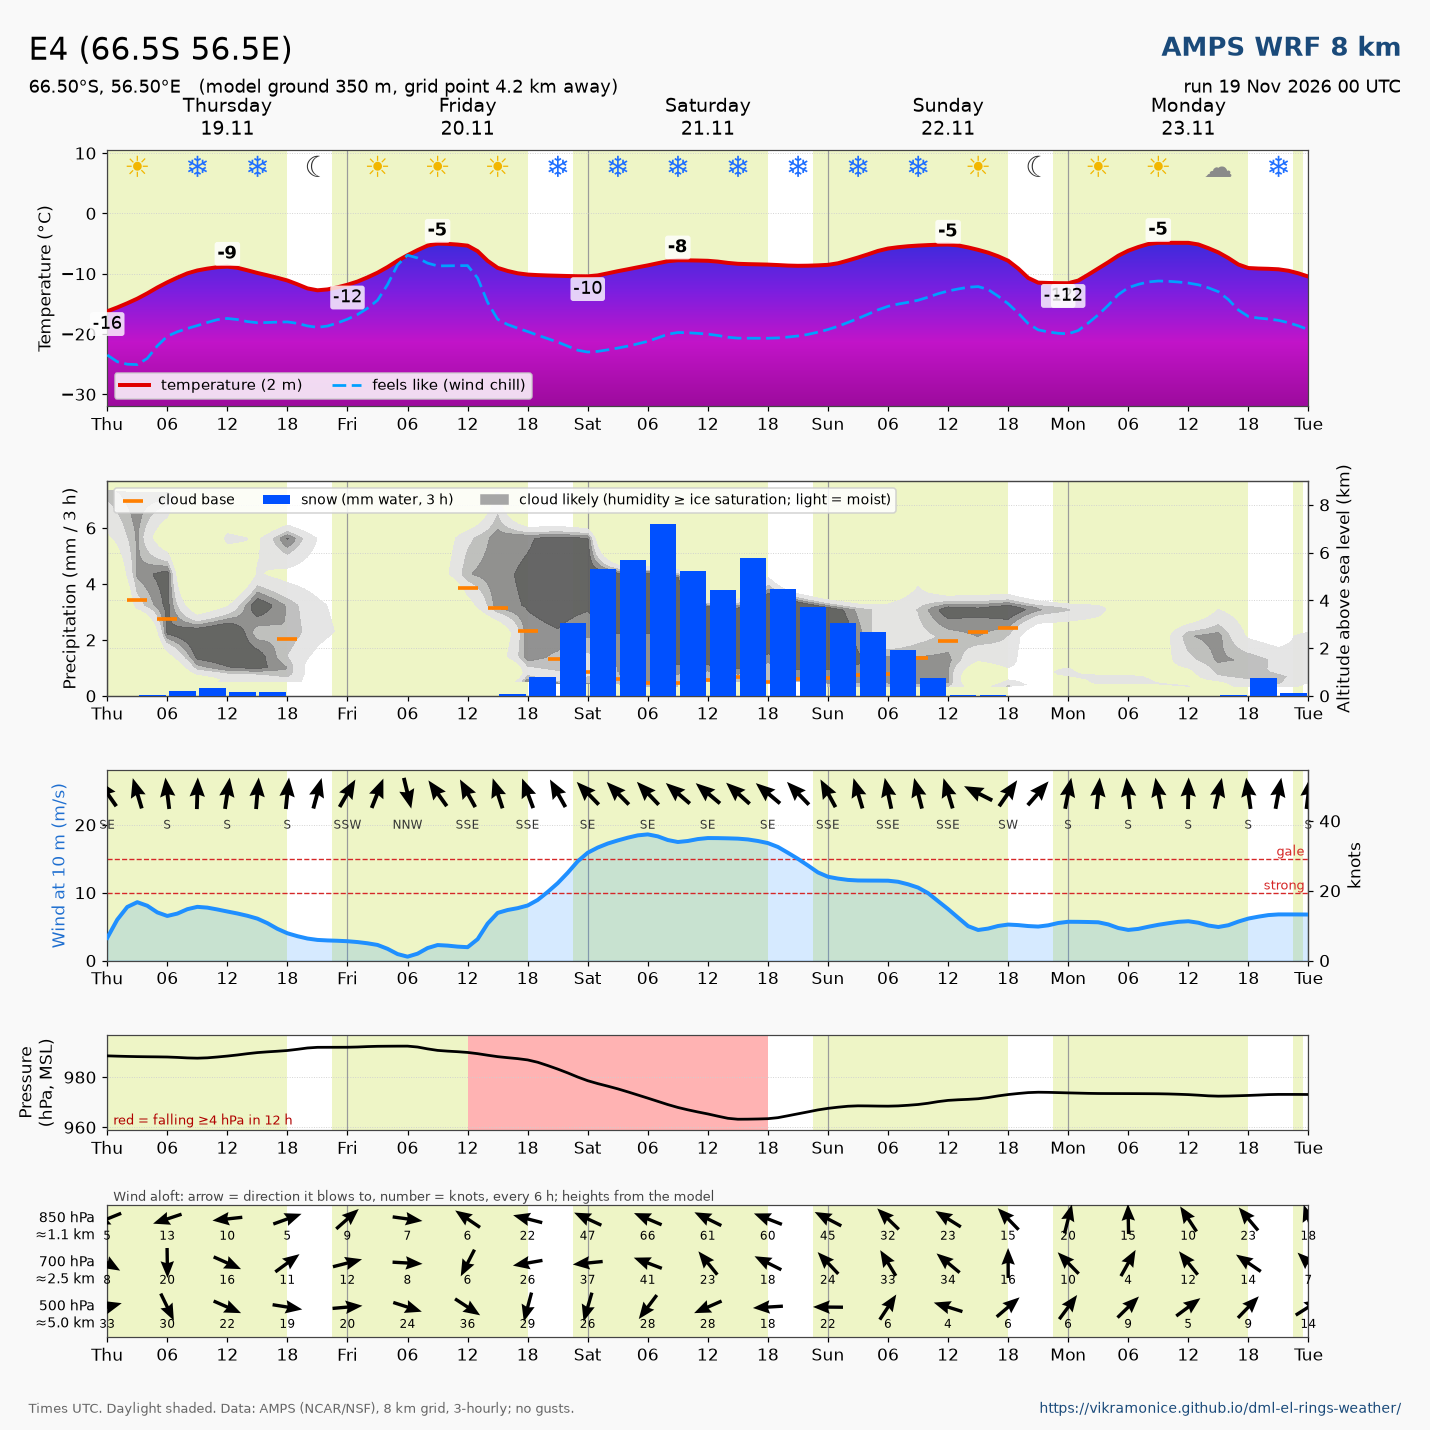 E4 (66.5S 56.5E)
AMPS WRF 8 km
66.50°S, 56.50°E (model ground 350 m, grid point 4.2 km away)
run 19 Nov 2026 00 UTC
Thursday Friday Saturday Sunday Monday
19.11 20.11 21.11 22.11 23.11
Temperature (°C)
10
0
−10
−20
−30
-9 -5 -8 -5 -5
-16 -12 -10 -12
temperature (2 m) feels like (wind chill)
Thu 06 12 18 Fri 06 12 18 Sat 06 12 18 Sun 06 12 18 Mon 06 12 18 Tue
Precipitation (mm / 3 h)
6
4
2
0
cloud base snow (mm water, 3 h) cloud likely (humidity ≥ ice saturation; light = moist)
8
6
4
2
0
Altitude above sea level (km)
Thu 06 12 18 Fri 06 12 18 Sat 06 12 18 Sun 06 12 18 Mon 06 12 18 Tue
Wind at 10 m (m/s)
20
10
0
SE S S S SSW NNW SSE SSE SE SE SE SE SSE SSE SSE SW S S S S S
gale
strong
40
20
0
knots
Thu 06 12 18 Fri 06 12 18 Sat 06 12 18 Sun 06 12 18 Mon 06 12 18 Tue
Pressure
(hPa, MSL)
980
960
red = falling ≥4 hPa in 12 h
Thu 06 12 18 Fri 06 12 18 Sat 06 12 18 Sun 06 12 18 Mon 06 12 18 Tue
Wind aloft: arrow = direction it blows to, number = knots, every 6 h; heights from the model
850 hPa
≈1.1 km 5 13 10 5 9 7 6 22 47 66 61 60 45 32 23 15 20 15 10 23 18
700 hPa
≈2.5 km 8 20 16 11 12 8 6 26 37 41 23 18 24 33 34 16 10 4 12 14 7
500 hPa
≈5.0 km 33 30 22 19 20 24 36 29 26 28 28 18 22 6 4 6 6 9 5 9 14
Thu 06 12 18 Fri 06 12 18 Sat 06 12 18 Sun 06 12 18 Mon 06 12 18 Tue
Times UTC. Daylight shaded. Data: AMPS (NCAR/NSF), 8 km grid, 3-hourly; no gusts.
https://vikramonice.github.io/dml-el-rings-weather/